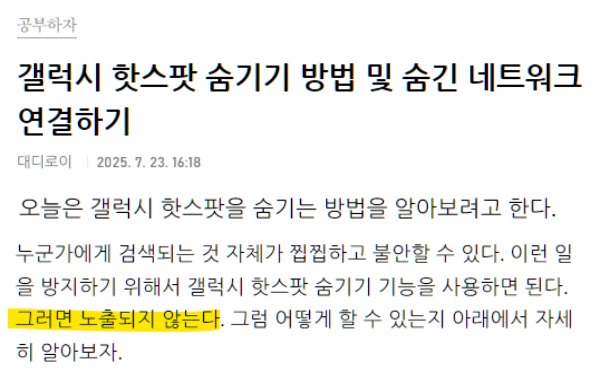 공부하자
갤럭시 핫스팟 숨기기 방법 및 숨긴 네트워크
연결하기
대디로이 2025. 7. 23. 16:18
오늘은 갤럭시 핫스팟을 숨기는 방법을 알아보려고 한다.
누군가에게 검색되는 것 자체가 찝찝하고 불안할 수 있다. 이런 일
을 방지하기 위해서 갤럭시 핫스팟 숨기기 기능을 사용하면 된다.
그러면 노출되지 않는다. 그럼 어떻게 할 수 있는지 아래에서 자세
히 알아보자.